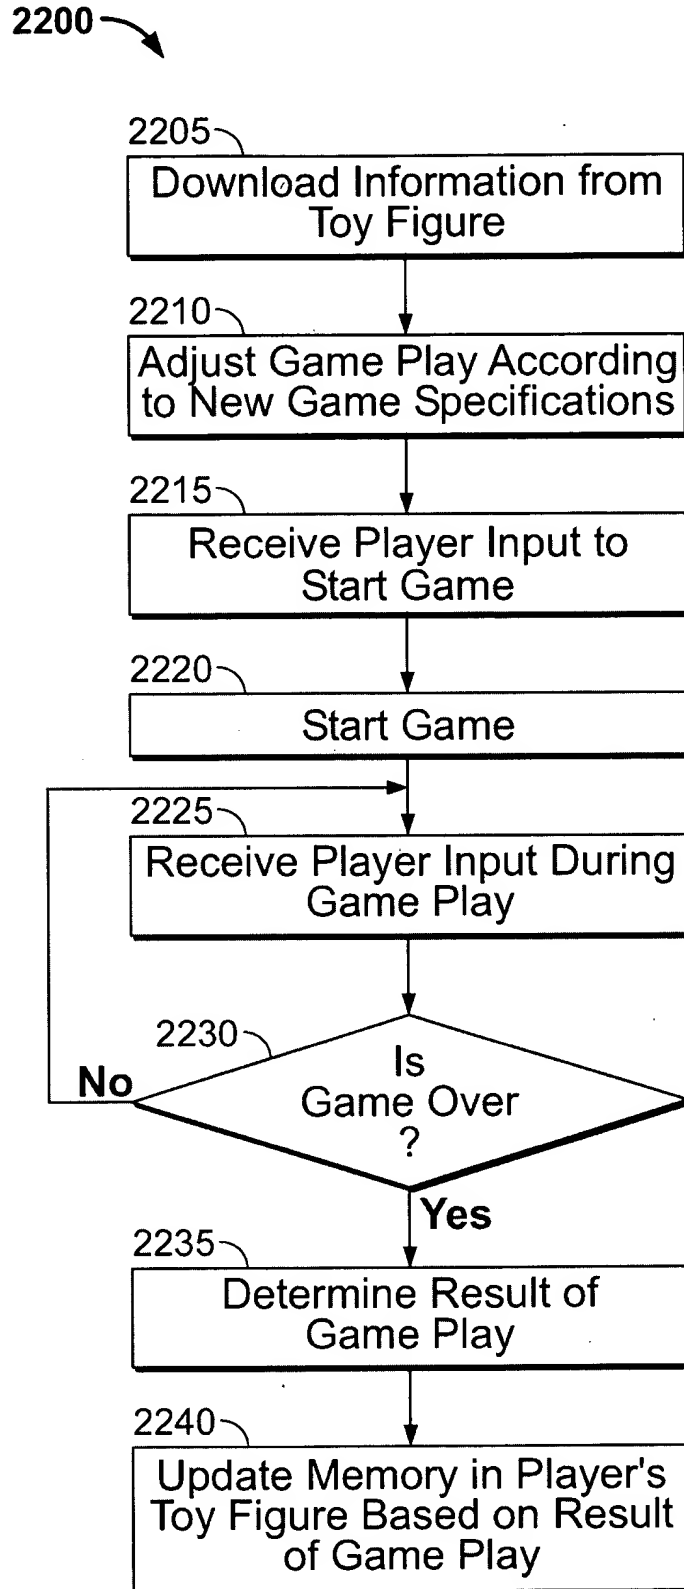 2200
2205
Download Information from
Toy Figure
2210
Adjust Game Play According
to New Game Specifications
2215
Receive Player Input to
Start Game
2220
Start Game
2225
Receive Player Input During
Game Play
2230
Is
Game Over
?
No
Yes
2235
Determine Result of
Game Play
2240
Update Memory in Player's
Toy Figure Based on Result
of Game Play